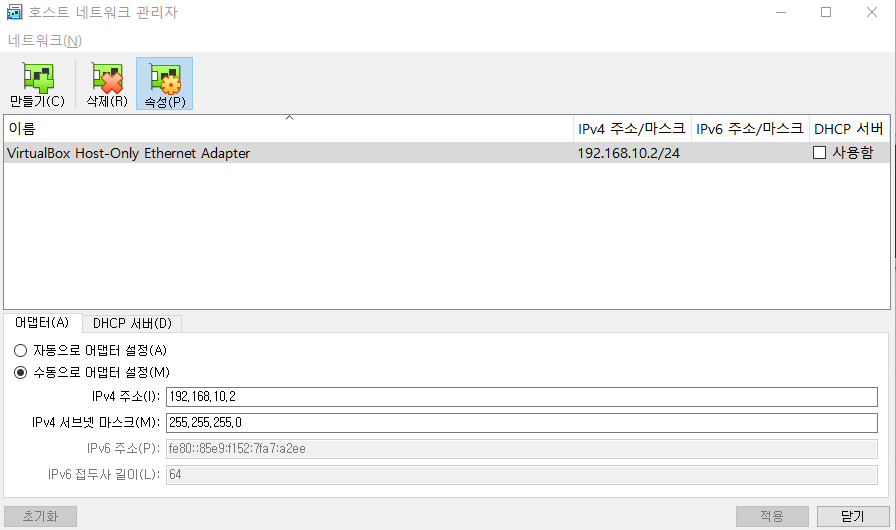 호스트 네트워크 관리자
네트워크(N)
만들기(C) 삭제(R) 속성(P)
이름 IPv4 주소/마스크 IPv6 주소/마스크 DHCP 서버
VirtualBox Host-Only Ethernet Adapter 192.168.10.2/24 사용함
어댑터(A) DHCP 서버(D)
자동으로 어댑터 설정(A)
수동으로 어댑터 설정(M)
IPv4 주소(I): 192.168.10.2
IPv4 서브넷 마스크(M): 255.255.255.0
IPv6 주소(P): fe80::85e9:f152:7fa7:a2ee
IPv6 접두사 길이(L): 64
초기화 적용 닫기